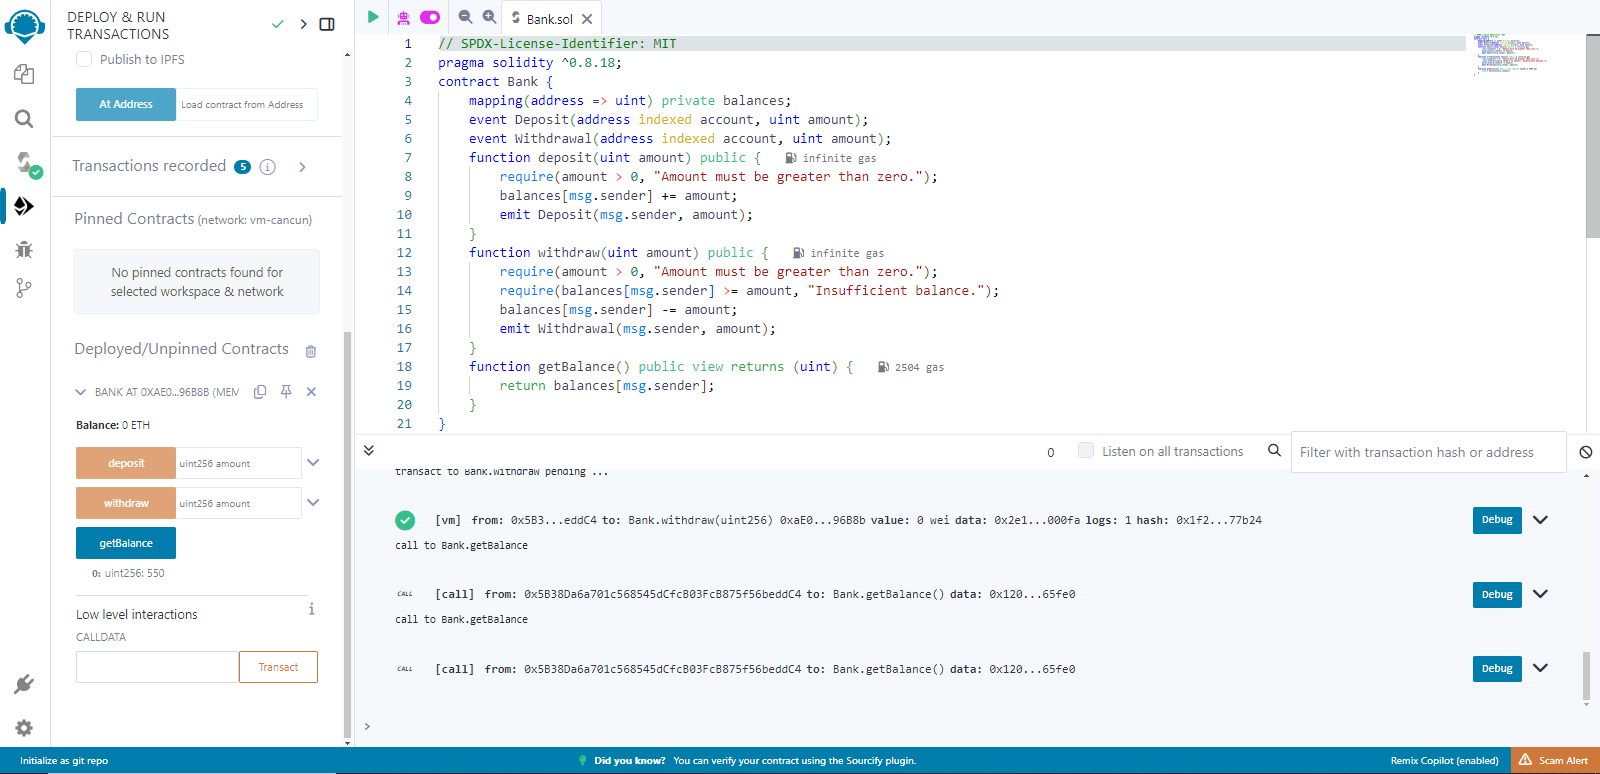 DEPLOY & RUN
TRANSACTIONS
Publish to IPFS
At Address
Load contract from Address
Transactions recorded 5 i
Pinned Contracts (network: vm-cancun)
No pinned contracts found for
selected workspace & network
Deployed/Unpinned Contracts
BANK AT 0XAE0...96B8B (MEM
Balance: 0 ETH
deposit
uint256 amount
withdraw
uint256 amount
getBalance
0: uint256: 550
Low level interactions
i
CALLDATA
Transact
Bank.sol
1 // SPDX-License-Identifier: MIT
2 pragma solidity ^0.8.18;
3 contract Bank {
4 mapping(address => uint) private balances;
5 event Deposit(address indexed account, uint amount);
6 event Withdrawal(address indexed account, uint amount);
7 function deposit(uint amount) public { infinite gas
8 require(amount > 0, "Amount must be greater than zero.");
9 balances[msg.sender] += amount;
10 emit Deposit(msg.sender, amount);
11 }
12 function withdraw(uint amount) public { infinite gas
13 require(amount > 0, "Amount must be greater than zero.");
14 require(balances[msg.sender] >= amount, "Insufficient balance.");
15 balances[msg.sender] -= amount;
16 emit Withdrawal(msg.sender, amount);
17 }
18 function getBalance() public view returns (uint) { 2504 gas
19 return balances[msg.sender];
20 }
21 }
0
Listen on all transactions
Filter with transaction hash or address
transact to Bank.withdraw pending ...
[vm] from: 0x5B3...eddC4 to: Bank.withdraw(uint256) 0xaE0...96B8b value: 0 wei data: 0x2e1...000fa logs: 1 hash: 0x1f2...77b24
Debug
call to Bank.getBalance
CALL [call] from: 0x5B38Da6a701c568545dCfcB03FcB875f56beddC4 to: Bank.getBalance() data: 0x120...65fe0
Debug
call to Bank.getBalance
CALL [call] from: 0x5B38Da6a701c568545dCfcB03FcB875f56beddC4 to: Bank.getBalance() data: 0x120...65fe0
Debug
>
Initialize as git repo
Did you know? You can verify your contract using the Sourcify plugin.
Remix Copilot (enabled)
Scam Alert